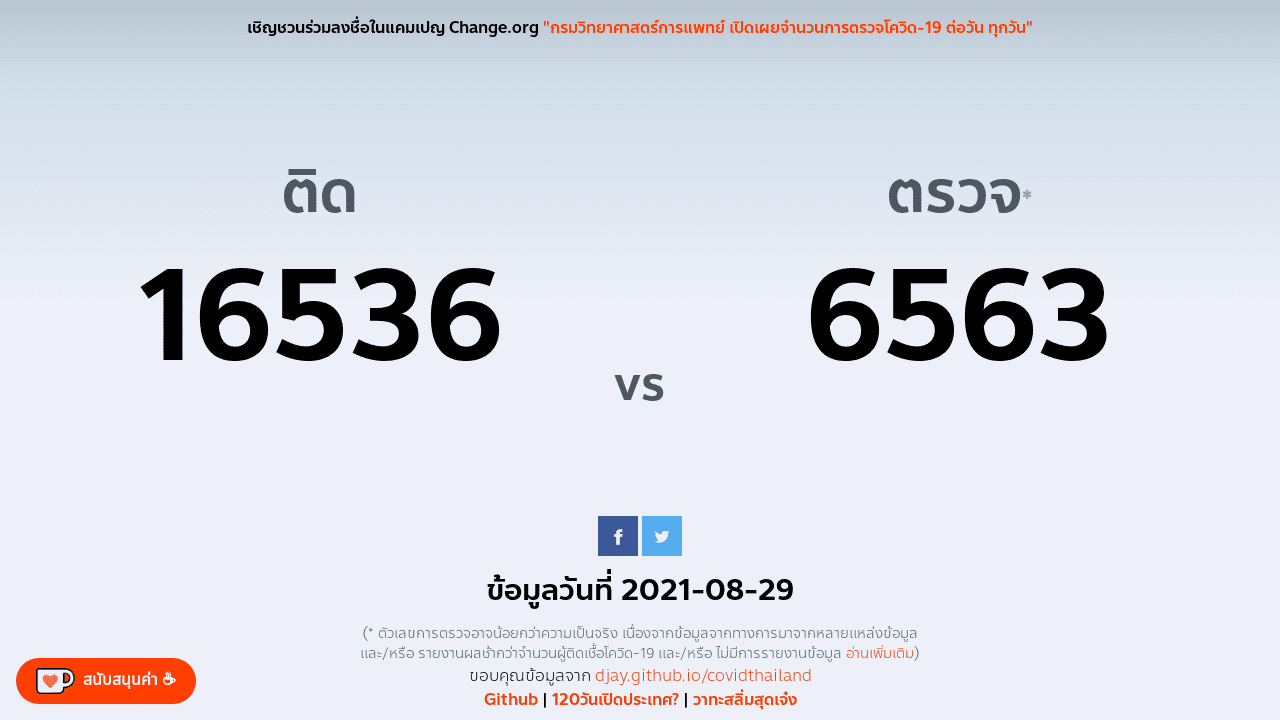 เชิญชวนร่วมลงชื่อในแคมเปญ Change.org "กรมวิทยาศาสตร์การแพทย์ เปิดเผยจำนวนการตรวจโควิด-19 ต่อวัน ทุกวัน"
ติด
ตรวจ*
16536
6563
vs
ข้อมูลวันที่ 2021-08-29
(* ตัวเลขการตรวจอาจน้อยกว่าความเป็นจริง เนื่องจากข้อมูลจากทางการมาจากหลายแหล่งข้อมูล
และ/หรือ รายงานผลช้ากว่าจำนวนผู้ติดเชื้อโควิด-19 และ/หรือ ไม่มีการรายงานข้อมูล อ่านเพิ่มเติม)
ขอบคุณข้อมูลจาก djay.github.io/covidthailand
Github | 120วันเปิดประเทศ? | วาทะสลิ่มสุดเจ๋ง
สนับสนุนค่า ☕